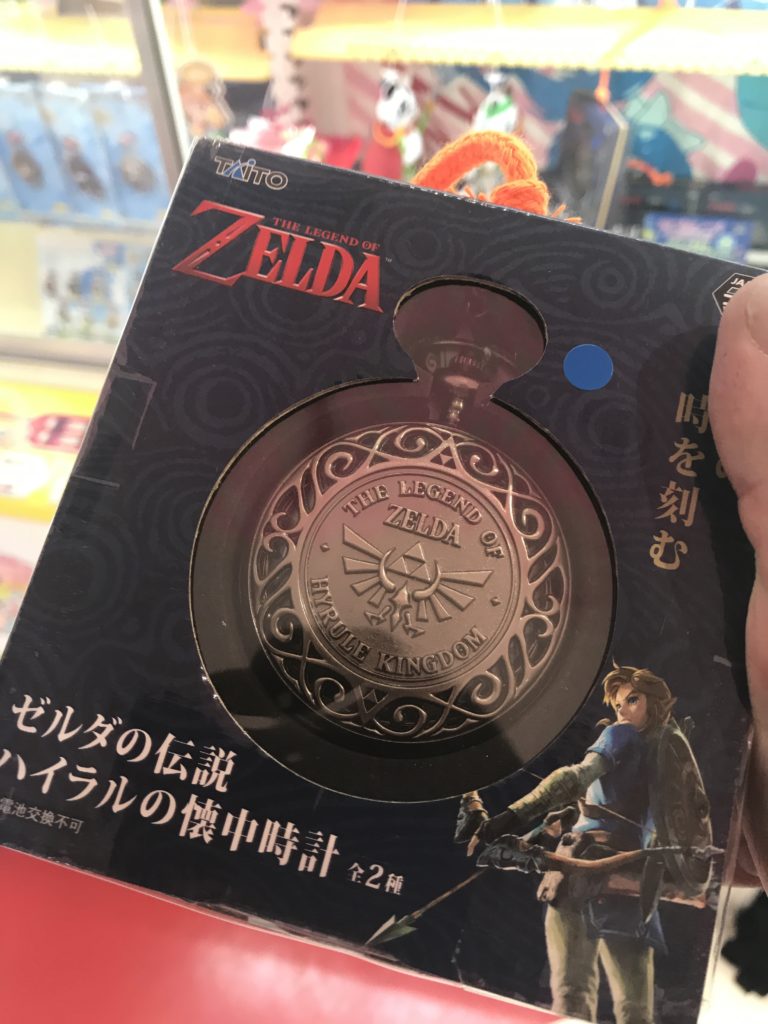 TAITO
THE LEGEND OF
ZELDA
THE LEGEND OF
ZELDA
HYRULE KINGDOM
時を刻む
ゼルダの伝説
ハイラルの懐中時計 全2種
電池交換不可